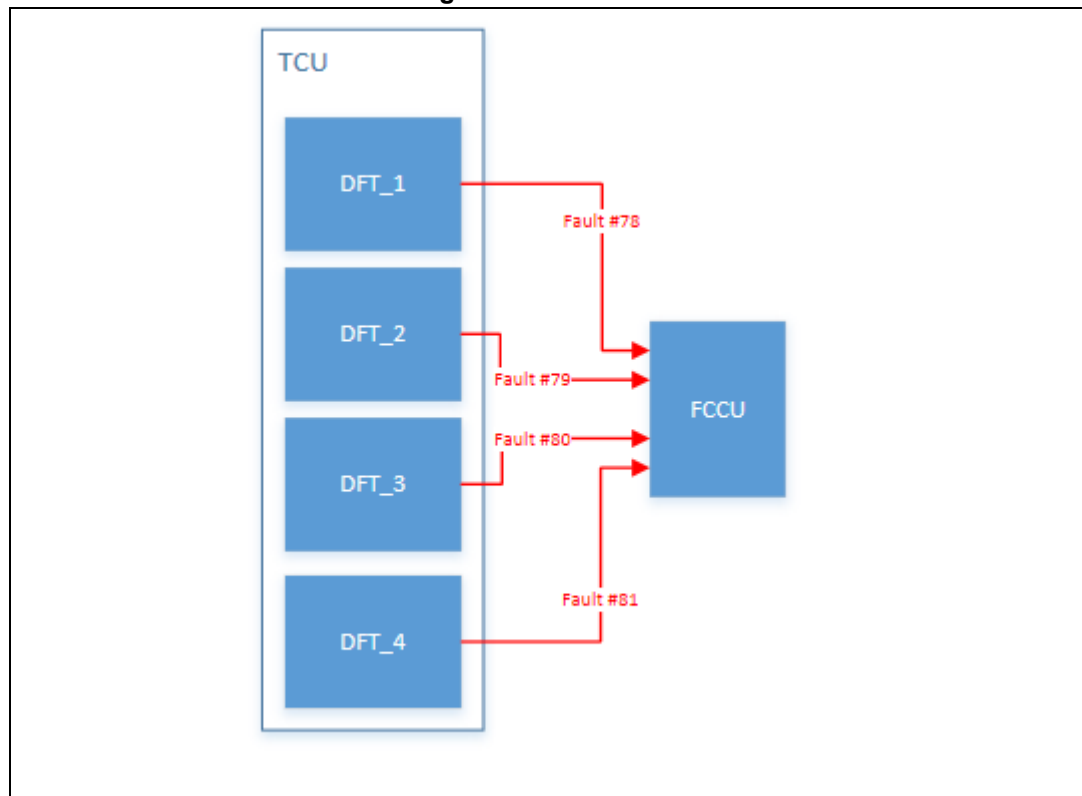 TCU
DFT_1
Fault #78
DFT_2
Fault #79
FCCU
Fault #80
DFT_3
Fault #81
DFT_4